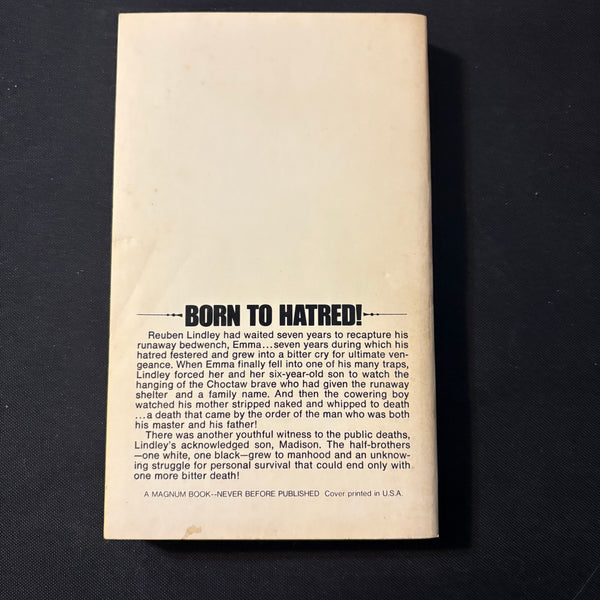 BORN TO HATRED!
Reuben Lindley had waited seven years to recapture his
runaway bedwench, Emma...seven years during which his
hatred festered and grew into a bitter cry for ultimate ven-
geance. When Emma finally fell into one of his many traps,
Lindley forced her and her six-year-old son to watch the
hanging of the Choctaw brave who had given the runaway
shelter and a family name. And then the cowering boy
watched his mother stripped naked and whipped to death
...a death that came by the order of the man who was both
his master and his father!
There was another youthful witness to the public deaths,
Lindley's acknowledged son, Madison. The half-brothers
—one white, one black—grew to manhood and an unknow-
ing struggle for personal survival that could end only with
one more bitter death!
A MAGNUM BOOK--NEVER BEFORE PUBLISHED Cover printed in U.S.A.